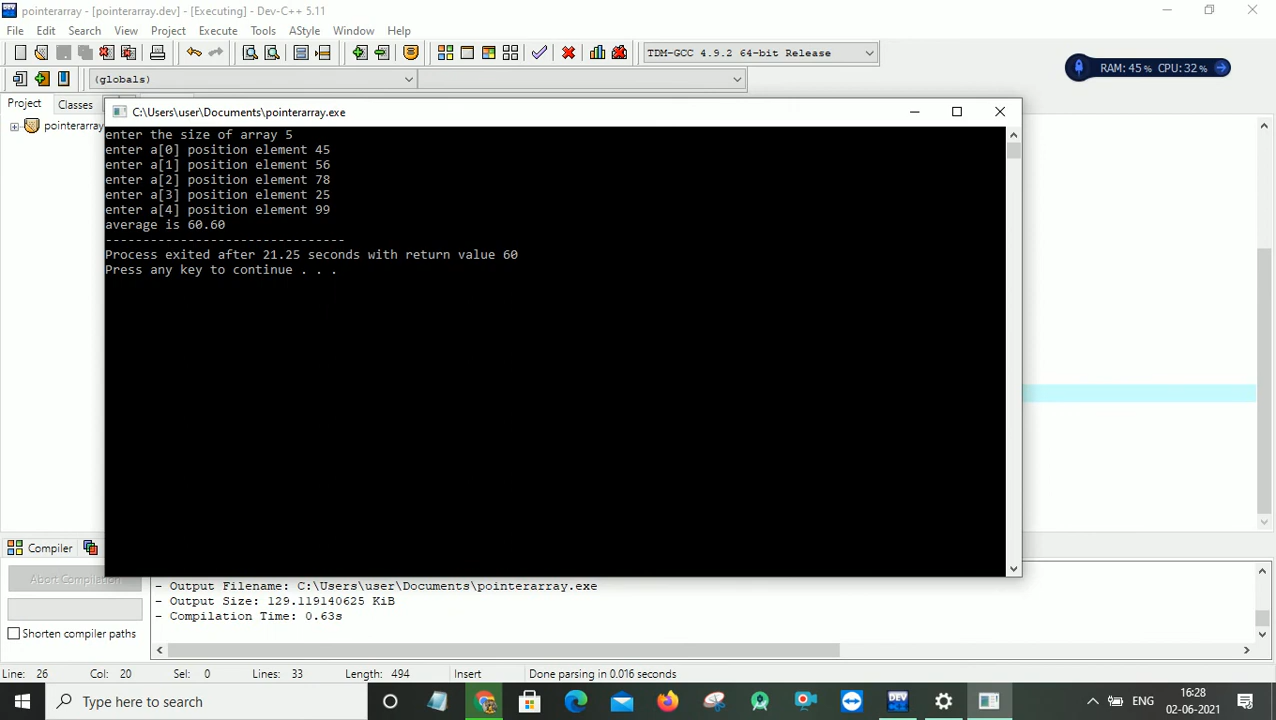 pointerarray - [pointerarray.dev] - [Executing] - Dev-C++ 5.11
File Edit Search View Project Execute Tools AStyle Window Help
TDM-GCC 4.9.2 64-bit Release
RAM: 45% CPU: 32%
(globals)
Project Classes
pointerarray
C:\Users\user\Documents\pointerarray.exe
enter the size of array 5
enter a[0] position element 45
enter a[1] position element 56
enter a[2] position element 78
enter a[3] position element 25
enter a[4] position element 99
average is 60.60
--------------------------------
Process exited after 21.25 seconds with return value 60
Press any key to continue . . .
Compiler
Abort Compilation
- Output Filename: C:\Users\user\Documents\pointerarray.exe
- Output Size: 129.119140625 KiB
- Compilation Time: 0.63s
Shorten compiler paths
Line: 26 Col: 20 Sel: 0 Lines: 33 Length: 494 Insert Done parsing in 0.016 seconds
Type here to search
DEV
ENG
16:28
02-06-2021